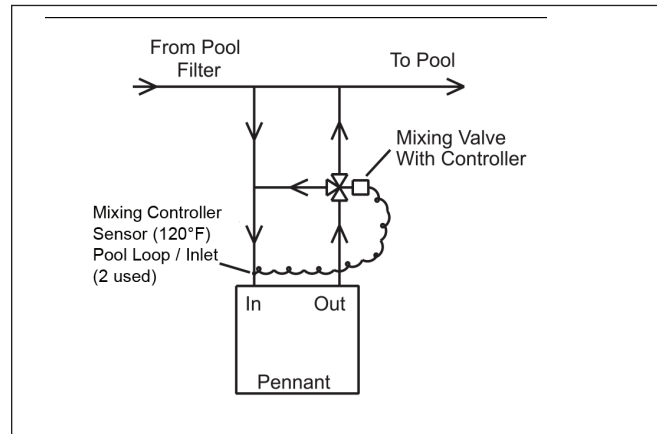 From Pool
Filter
To Pool
Mixing Valve
With Controller
Mixing Controller
Sensor (120°F)
Pool Loop / Inlet
(2 used)
In
Out
Pennant